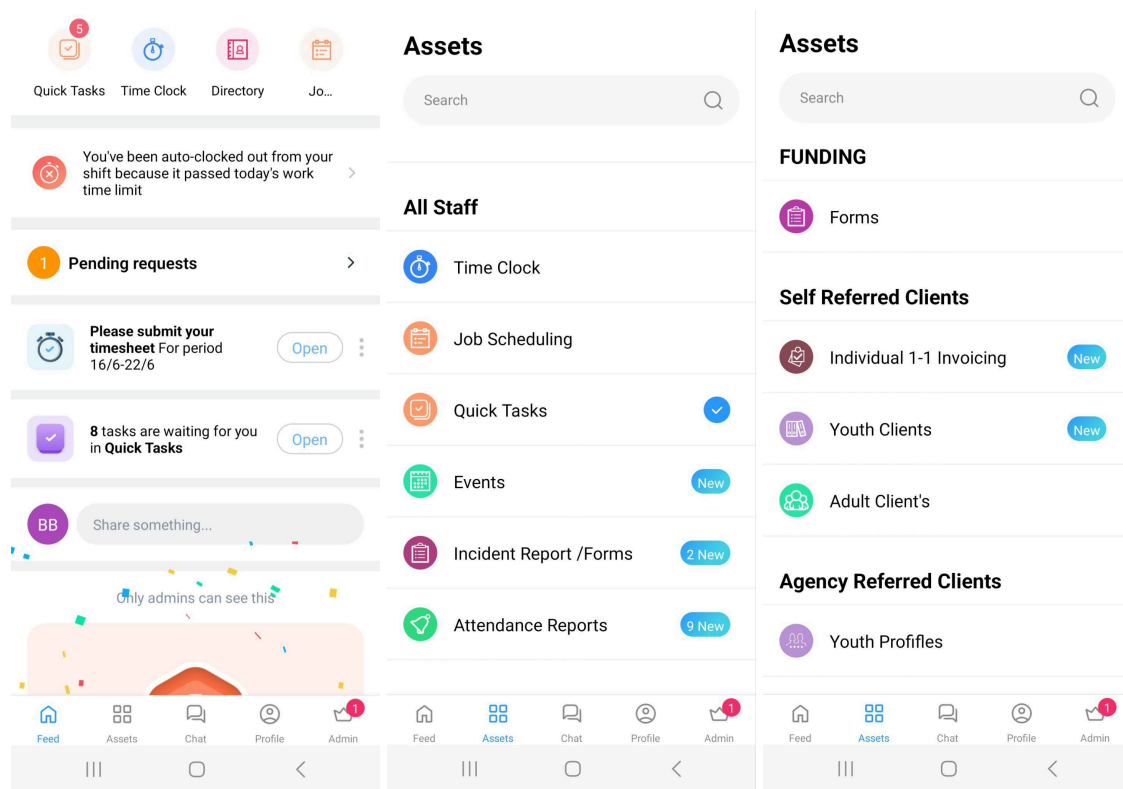 5
Quick Tasks
Time Clock
Directory
Jo...
You've been auto-clocked out from your
shift because it passed today's work
time limit
1
Pending requests
Please submit your
timesheet For period
16/6-22/6
Open
8 tasks are waiting for you
in Quick Tasks
Open
BB
Share something...
Only admins can see this
Feed
Assets
Chat
Profile
1
Admin
Assets
Search
All Staff
Time Clock
Job Scheduling
Quick Tasks
Events
New
Incident Report /Forms
2 New
Attendance Reports
9 New
Feed
Assets
Chat
Profile
1
Admin
Assets
Search
FUNDING
Forms
Self Referred Clients
Individual 1-1 Invoicing
New
Youth Clients
New
Adult Client's
Agency Referred Clients
Youth Profifles
Feed
Assets
Chat
Profile
1
Admin